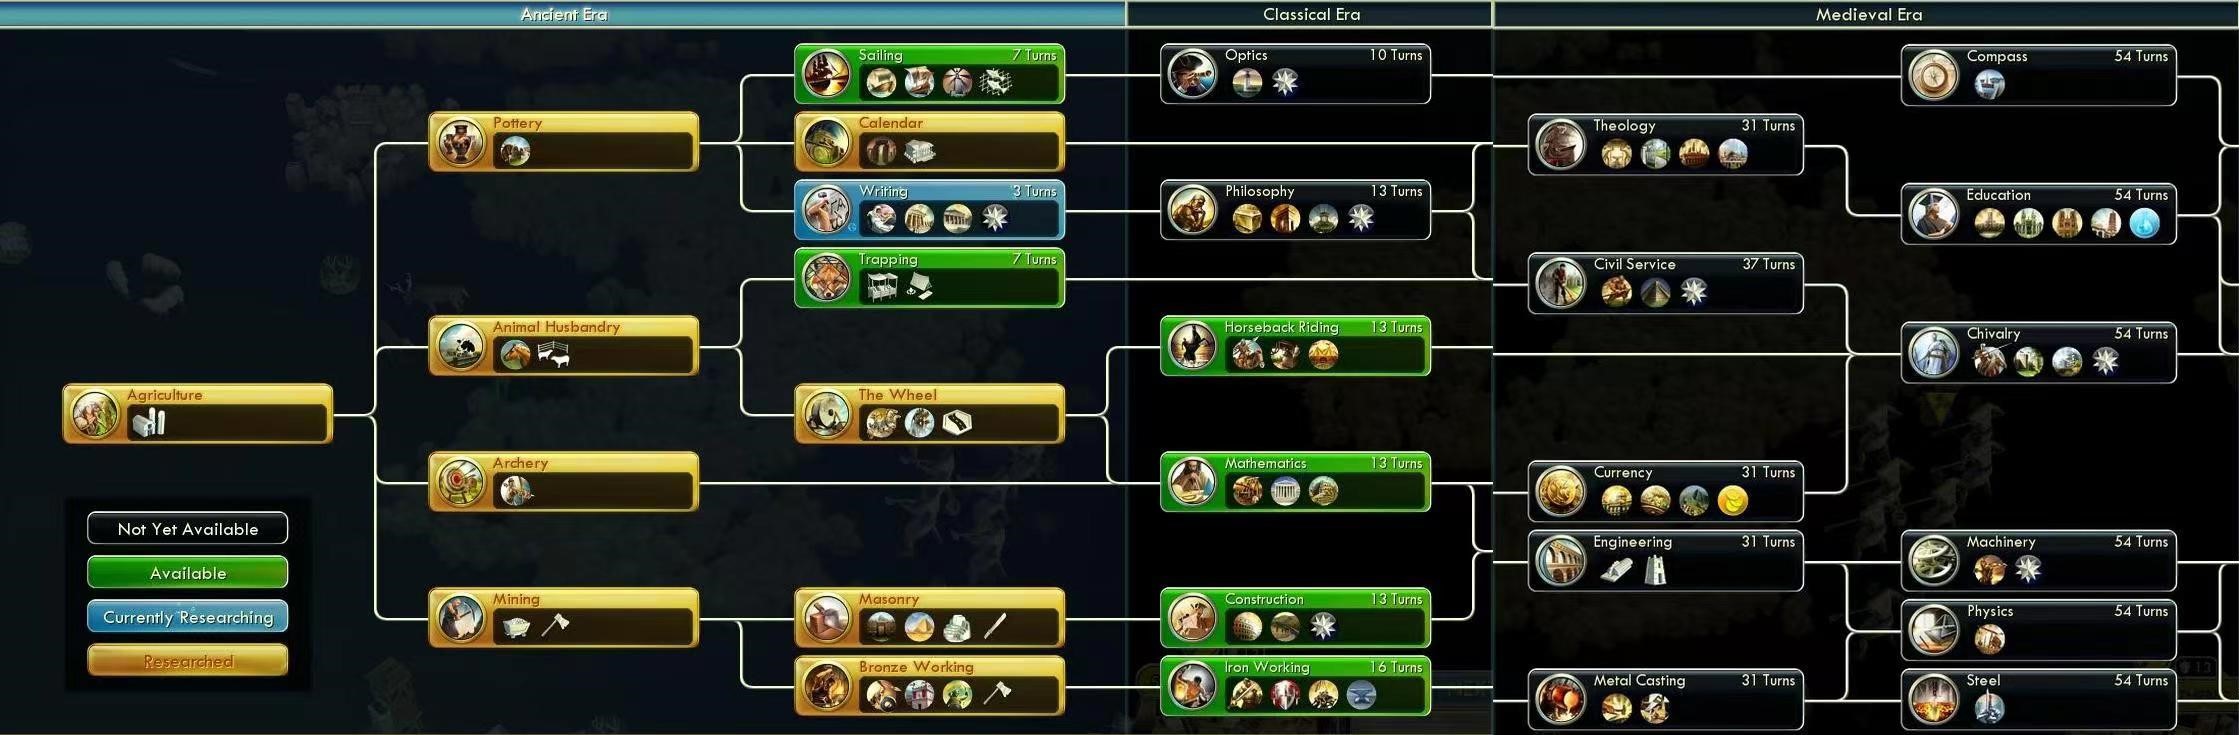 Ancient Era
Classical Era
Medieval Era
Sailing 7 Turns
Optics 10 Turns
Compass 54 Turns
Pottery
Calendar
Theology 31 Turns
Writing 3 Turns
Philosophy 13 Turns
Education 54 Turns
Trapping 7 Turns
Civil Service 37 Turns
Animal Husbandry
Horseback Riding 13 Turns
Chivalry 54 Turns
Agriculture
The Wheel
Archery
Mathematics 13 Turns
Currency 31 Turns
Not Yet Available
Available
Currently Researching
Researched
Engineering 31 Turns
Machinery 54 Turns
Mining
Masonry
Construction 13 Turns
Physics 54 Turns
Bronze Working
Iron Working 16 Turns
Metal Casting 31 Turns
Steel 54 Turns